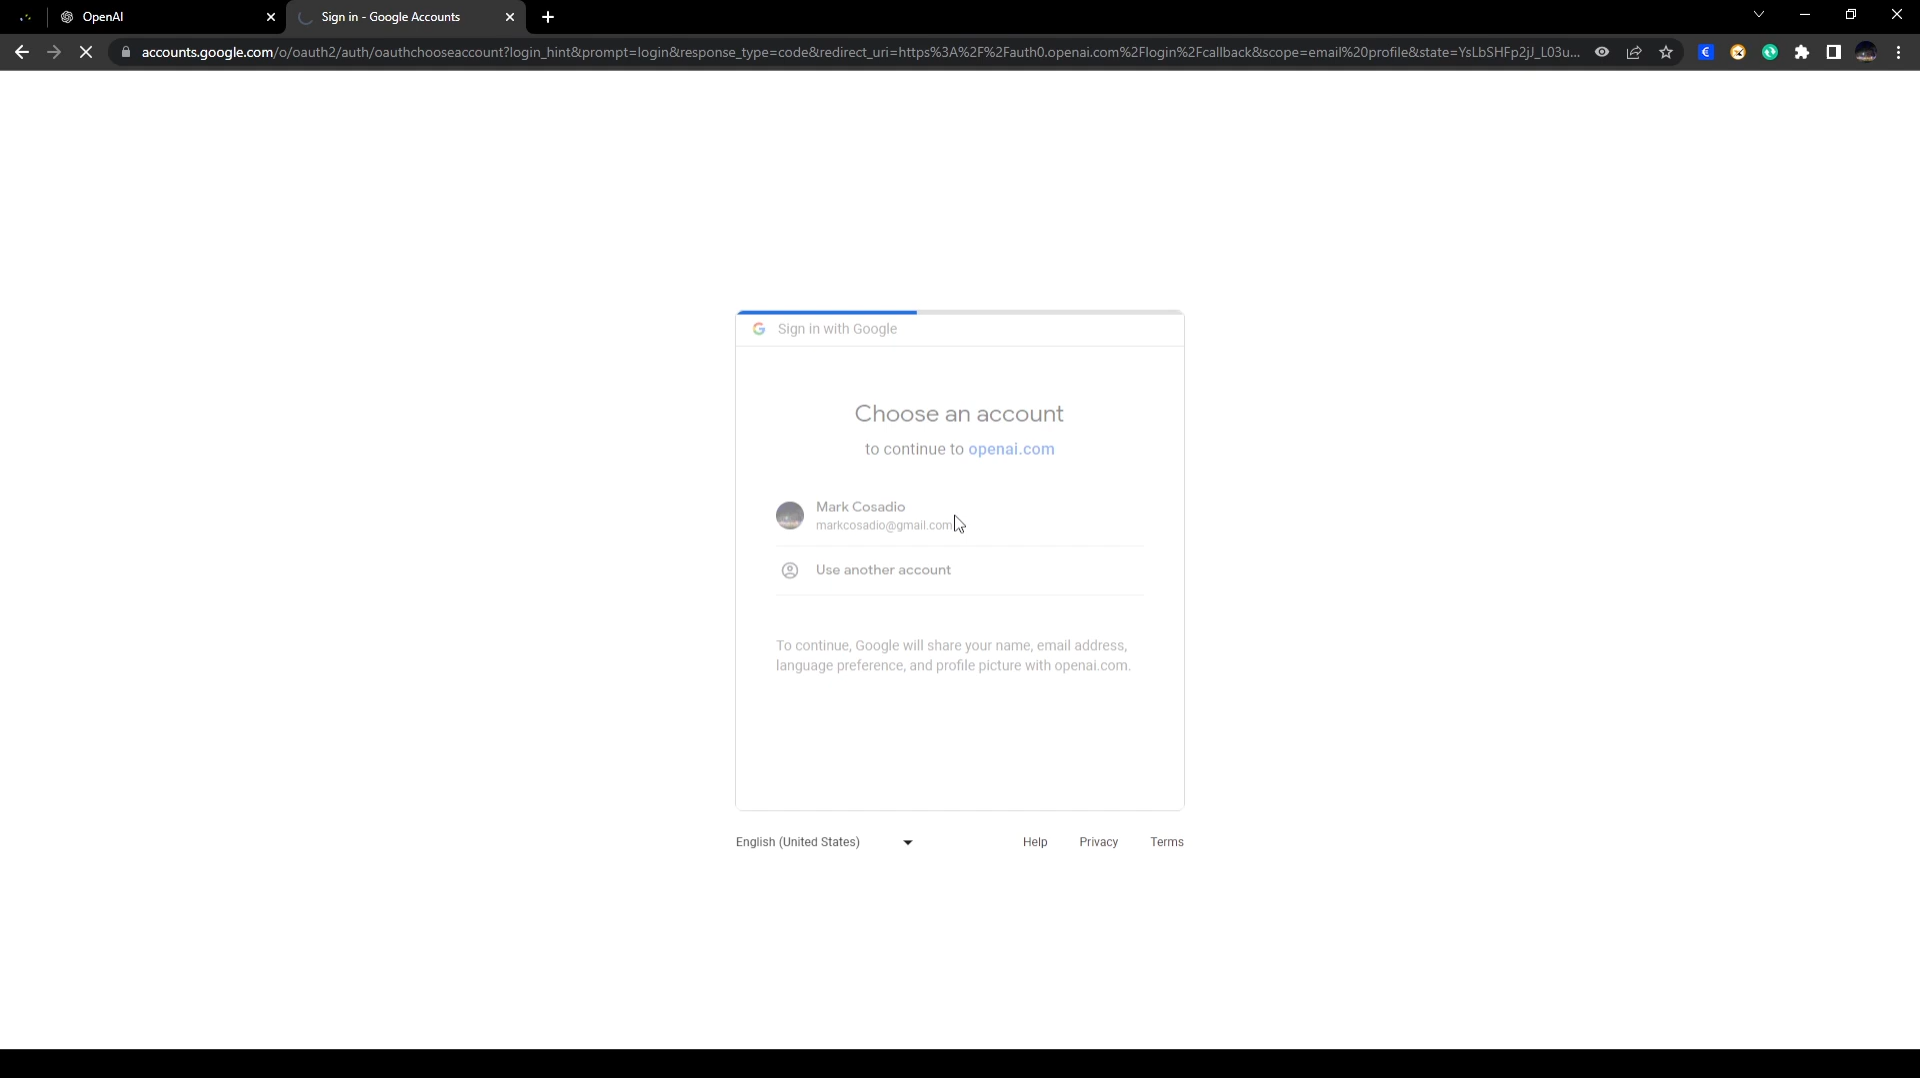 OpenAI
Sign in - Google Accounts
accounts.google.com/o/oauth2/auth/oauthchooseaccount?login_hint&prompt=login&response_type=code&redirect_uri=https%3A%2F%2Fauth0.openai.com%2Flogin%2Fcallback&scope=email%20profile&state=YsLbSHFp2jJ_L03u...
€
Sign in with Google
Choose an account
to continue to openai.com
Mark Cosadio
markcosadio@gmail.com
Use another account
To continue, Google will share your name, email address,
language preference, and profile picture with openai.com.
English (United States)
Help
Privacy
Terms